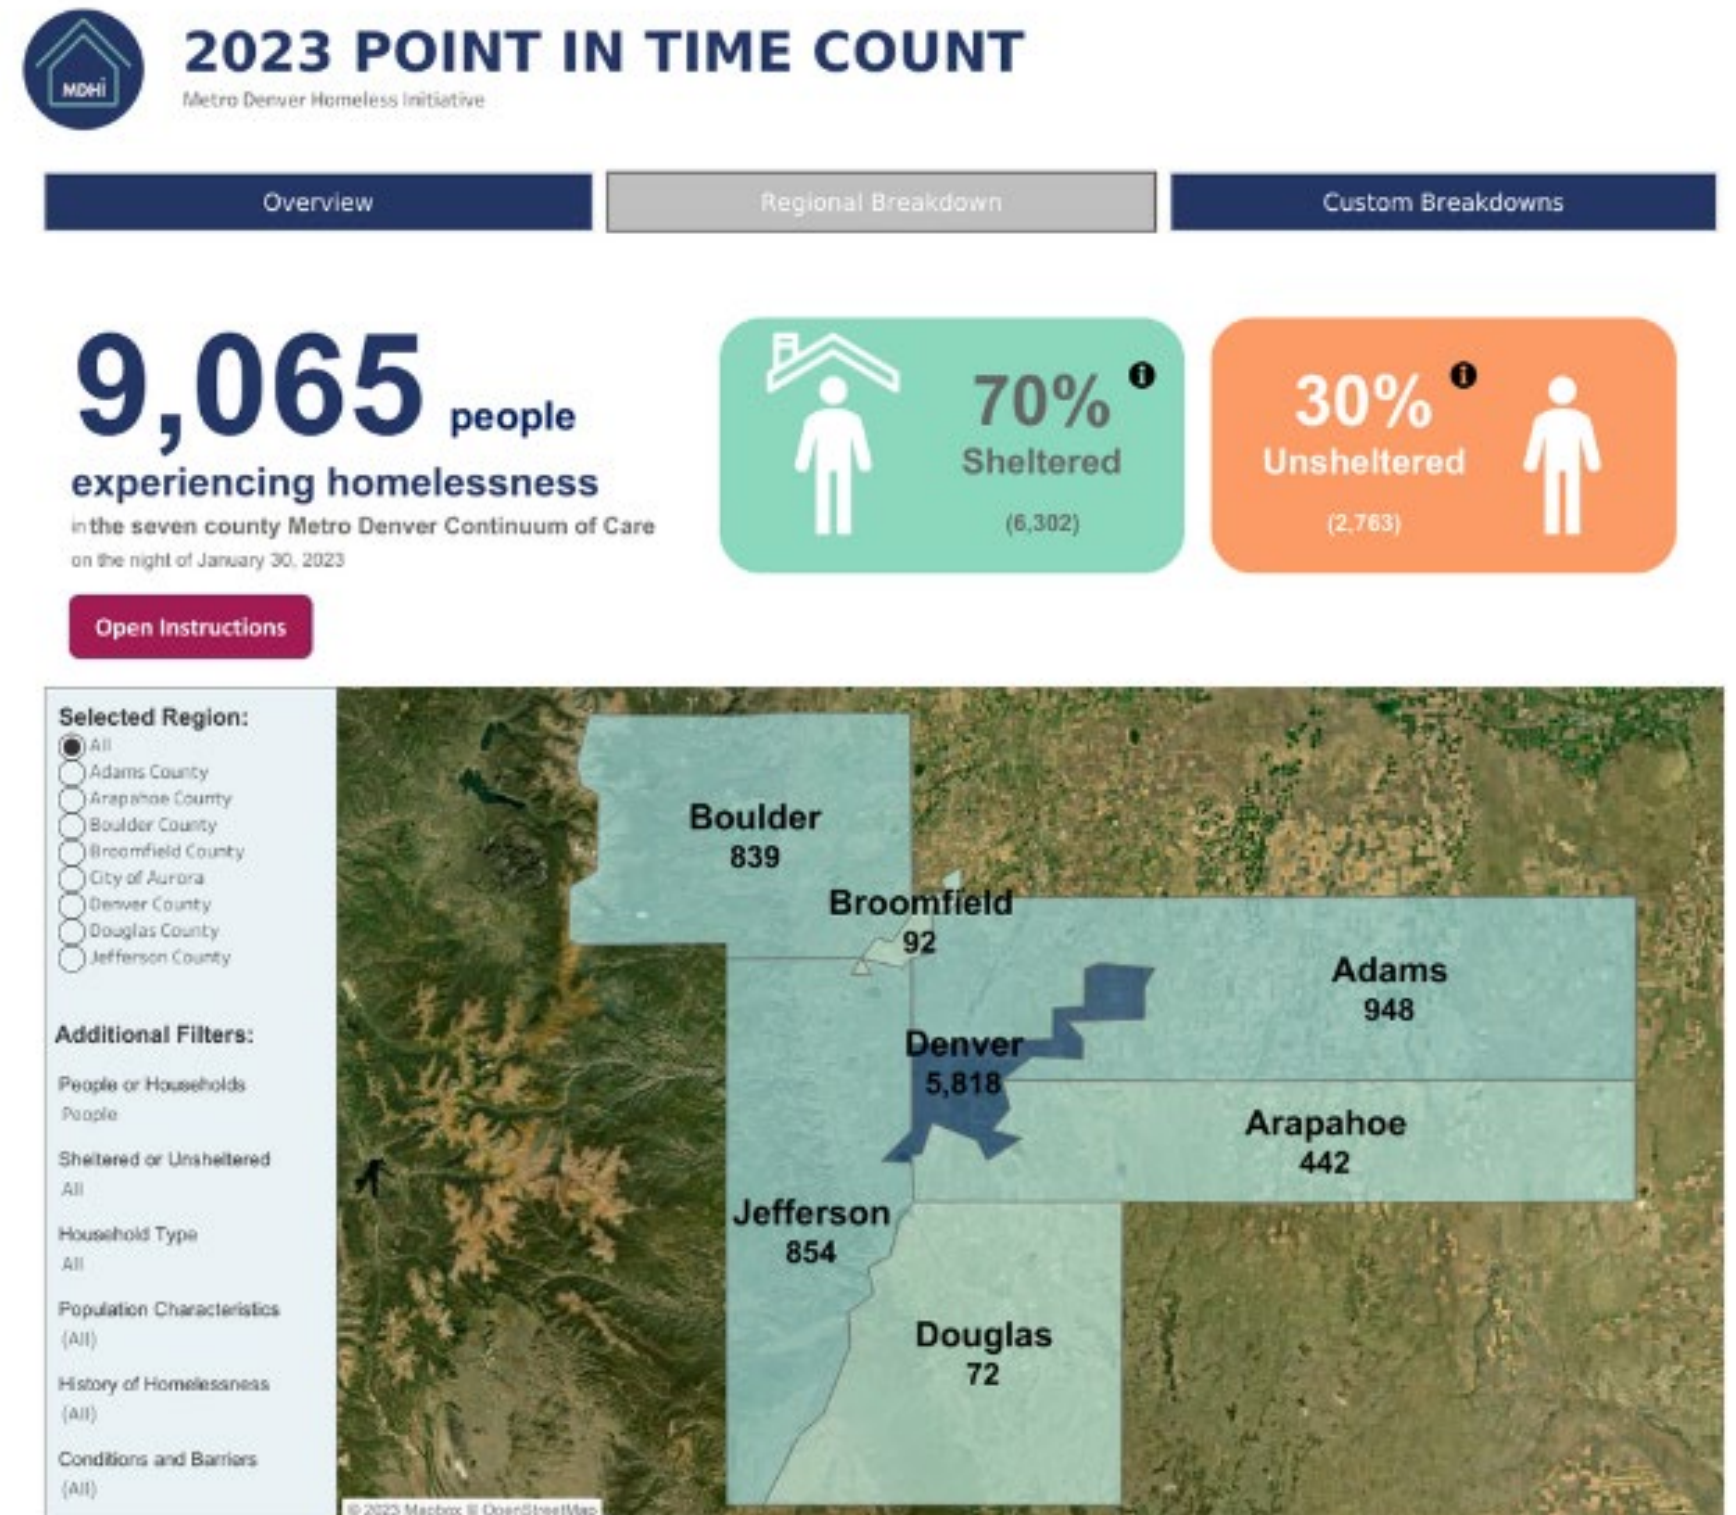 MDHI
2023 POINT IN TIME COUNT
Metro Denver Homeless Initiative
Overview
Regional Breakdown
Custom Breakdowns
9,065 people
experiencing homelessness
in the seven county Metro Denver Continuum of Care
on the night of January 30, 2023
70%
Sheltered
(6,302)
30%
Unsheltered
(2,763)
Open Instructions
Selected Region:
All
Adams County
Arapahoe County
Boulder County
Broomfield County
City of Aurora
Denver County
Douglas County
Jefferson County
Additional Filters:
People or Households
People
Sheltered or Unsheltered
All
Household Type
All
Population Characteristics
(All)
History of Homelessness
(All)
Conditions and Barriers
(All)
Boulder
839
Broomfield
92
Adams
948
Denver
5,818
Arapahoe
442
Jefferson
854
Douglas
72
© 2023 Mapbox © OpenStreetMap